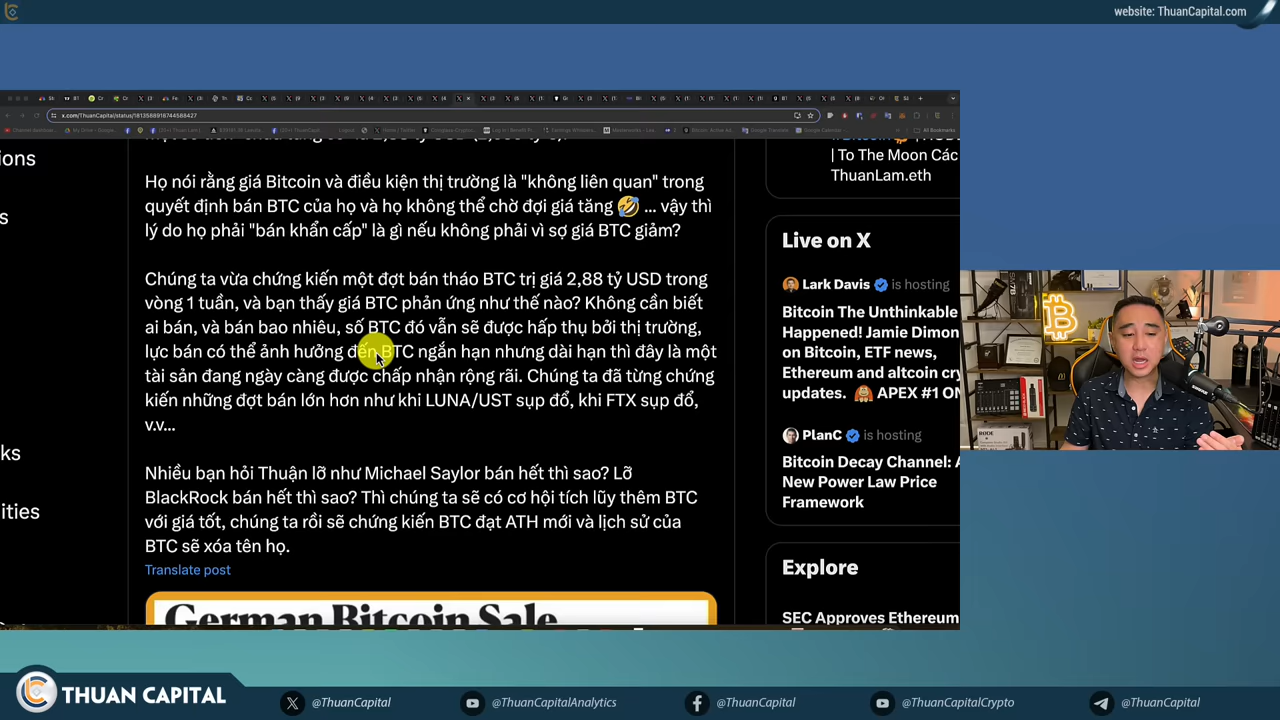 website: ThuanCapital.com
x.com/ThuanCapital/status/1813588918744588427
All Bookmarks
ions
s
ks
ities
Họ nói rằng giá Bitcoin và điều kiện thị trường là "không liên quan" trong
quyết định bán BTC của họ và họ không thể chờ đợi giá tăng 🤣 ... vậy thì
lý do họ phải "bán khẩn cấp" là gì nếu không phải vì sợ giá BTC giảm?
Chúng ta vừa chứng kiến một đợt bán tháo BTC trị giá 2,88 tỷ USD trong
vòng 1 tuần, và bạn thấy giá BTC phản ứng như thế nào? Không cần biết
ai bán, và bán bao nhiêu, số BTC đó vẫn sẽ được hấp thụ bởi thị trường,
lực bán có thể ảnh hưởng đến BTC ngắn hạn nhưng dài hạn thì đây là một
tài sản đang ngày càng được chấp nhận rộng rãi. Chúng ta đã từng chứng
kiến những đợt bán lớn hơn như khi LUNA/UST sụp đổ, khi FTX sụp đổ,
v.v...
Nhiều bạn hỏi Thuận lỡ như Michael Saylor bán hết thì sao? Lỡ
BlackRock bán hết thì sao? Thì chúng ta sẽ có cơ hội tích lũy thêm BTC
với giá tốt, chúng ta rồi sẽ chứng kiến BTC đạt ATH mới và lịch sử của
BTC sẽ xóa tên họ.
Translate post
German Bitcoin Sale
| To The Moon Các
ThuanLam.eth
Live on X
Lark Davis is hosting
Bitcoin The Unthinkable
Happened! Jamie Dimon
on Bitcoin, ETF news,
Ethereum and altcoin cry
updates. APEX #1 ON
PlanC is hosting
Bitcoin Decay Channel: A
New Power Law Price
Framework
Explore
SEC Approves Ethereum
RODE
THUAN CAPITAL
@ThuanCapital
@ThuanCapitalAnalytics
@ThuanCapital
@ThuanCapitalCrypto
@ThuanCapital